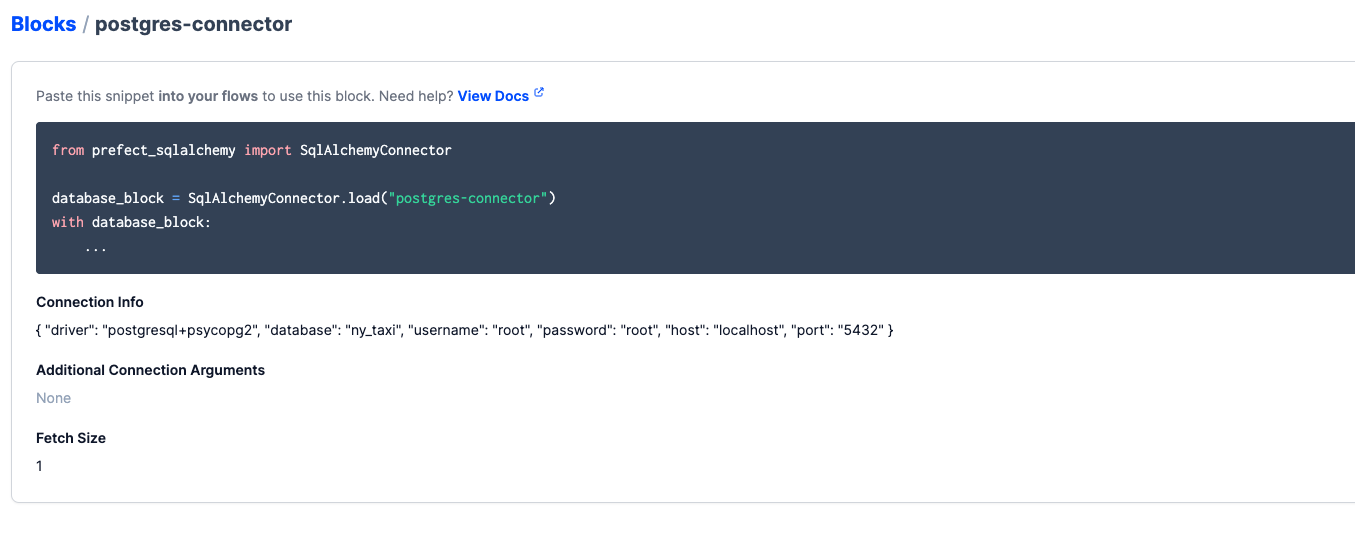 Blocks / postgres-connector
Paste this snippet into your flows to use this block. Need help? View Docs
from prefect_sqlalchemy import SqlAlchemyConnector
database_block = SqlAlchemyConnector.load("postgres-connector")
with database_block:
    ...
Connection Info
{ "driver": "postgresql+psycopg2", "database": "ny_taxi", "username": "root", "password": "root", "host": "localhost", "port": "5432" }
Additional Connection Arguments
None
Fetch Size
1